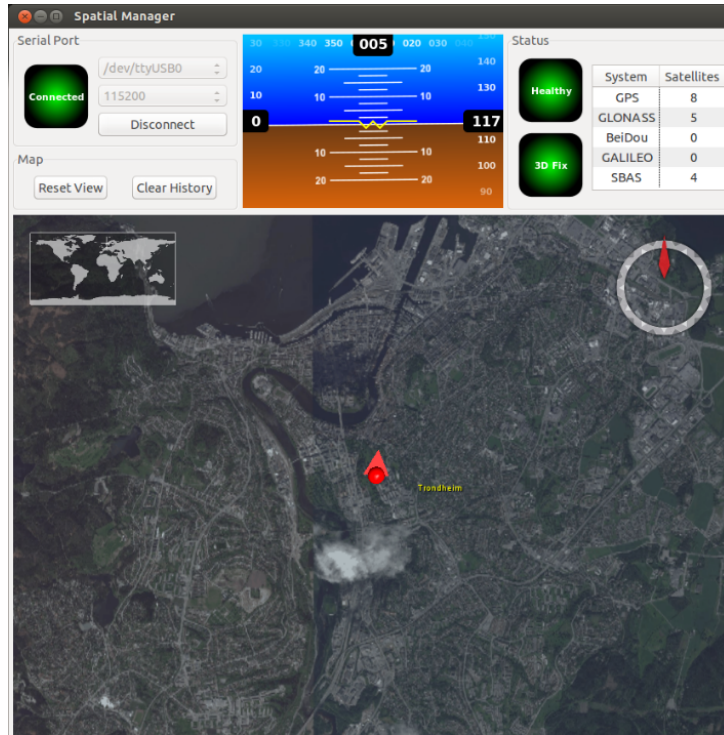 Spatial Manager
Serial Port
Connected
/dev/ttyUSB0
115200
Disconnect
Map
Reset View
Clear History
30 340 350 005 020 030
20 20 20 140
10 10 10 130
0 117
110
10 10 100
20 20 90
Status
Healthy
3D Fix
System Satellites
GPS 8
GLONASS 5
BeiDou 0
GALILEO 0
SBAS 4
Trondheim